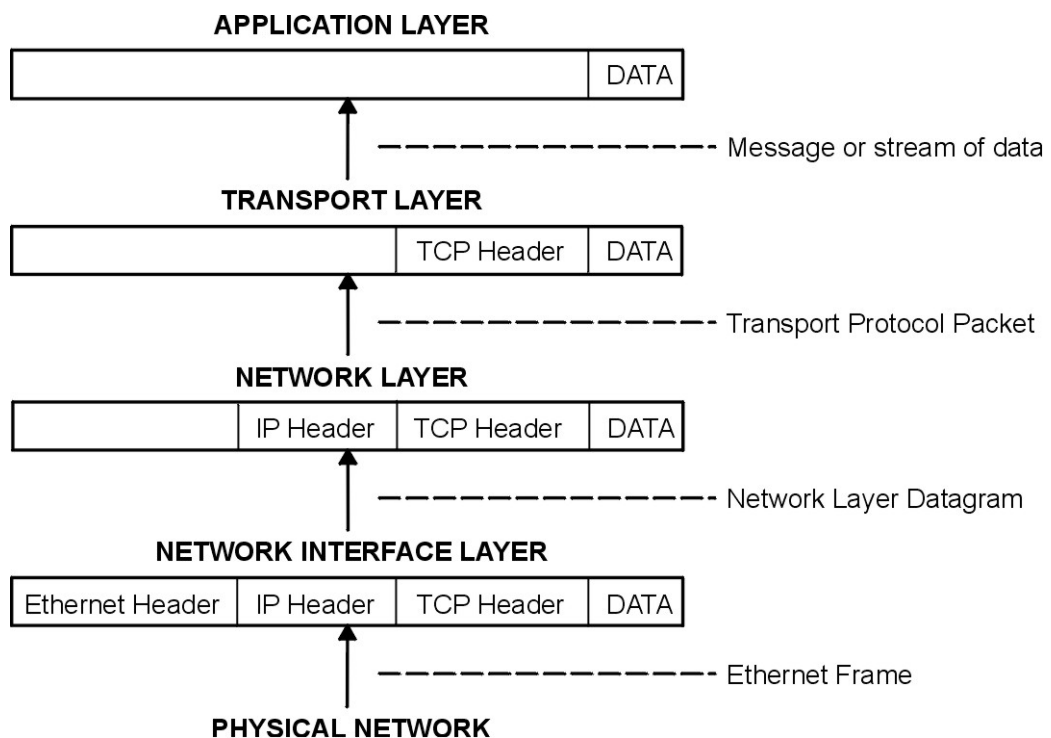 APPLICATION LAYER
DATA
Message or stream of data
TRANSPORT LAYER
TCP Header DATA
Transport Protocol Packet
NETWORK LAYER
IP Header TCP Header DATA
Network Layer Datagram
NETWORK INTERFACE LAYER
Ethernet Header IP Header TCP Header DATA
Ethernet Frame
PHYSICAL NETWORK